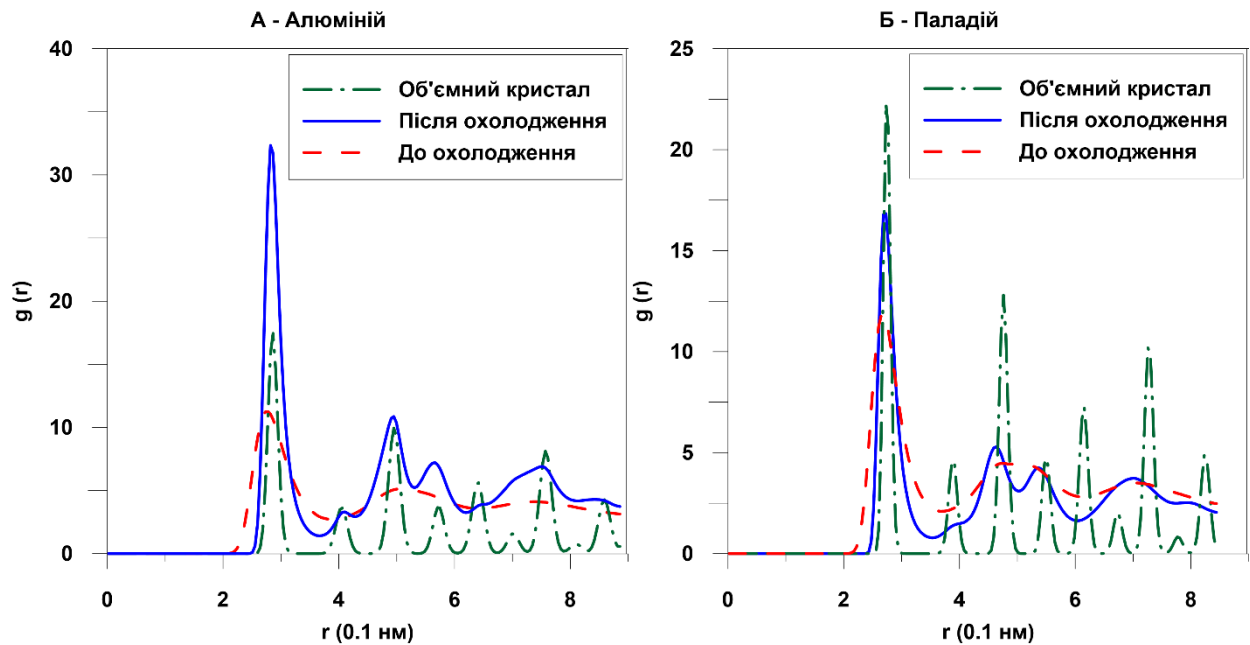 А - Алюміній
40
30
20
10
0
g (r)
0
2
4
6
8
r (0.1 нм)
Об'ємний кристал
Після охолодження
До охолодження
Б - Паладій
25
20
15
10
5
0
g (r)
0
2
4
6
8
r (0.1 нм)
Об'ємний кристал
Після охолодження
До охолодження